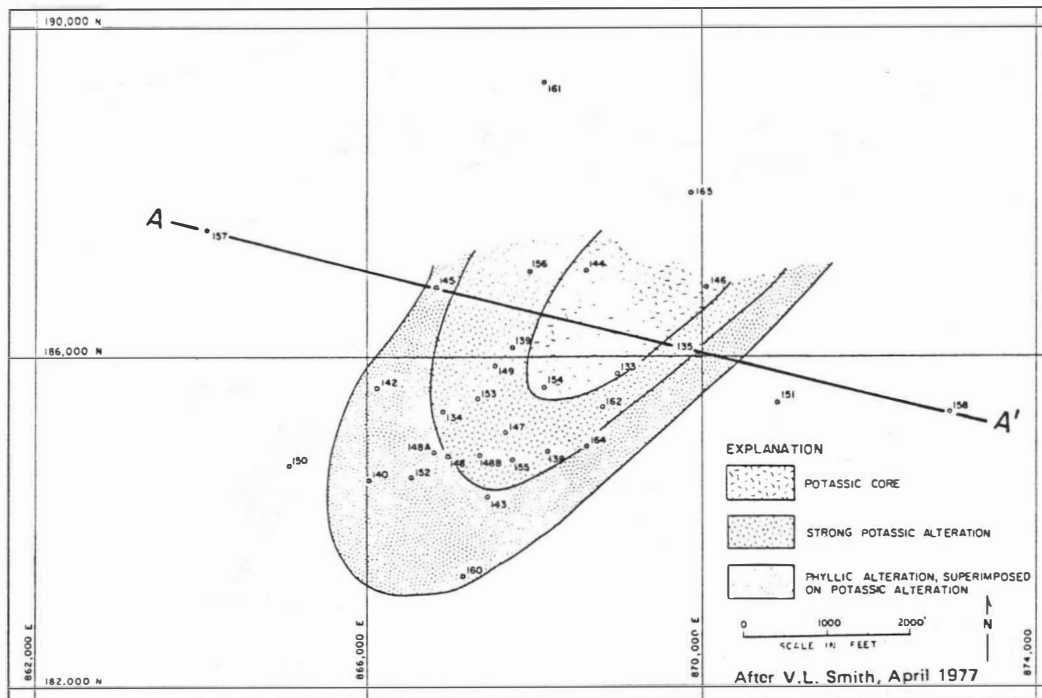 190,000 N
161
165
A
157
156
144
145
146
139
135
186,000 N
149
133
154
142
153
162
151
158
134
A'
147
164
148A
138
EXPLANATION
146
148B
155
150
152
140
POTASSIC CORE
143
STRONG POTASSIC ALTERATION
160
PHYLLIC ALTERATION, SUPERIMPOSED
ON POTASSIC ALTERATION
N
0 1000 2000'
SCALE IN FEET
862,000 E
866,000 E
870,000 E
874,000 E
After V.L. Smith, April 1977
182,000 N